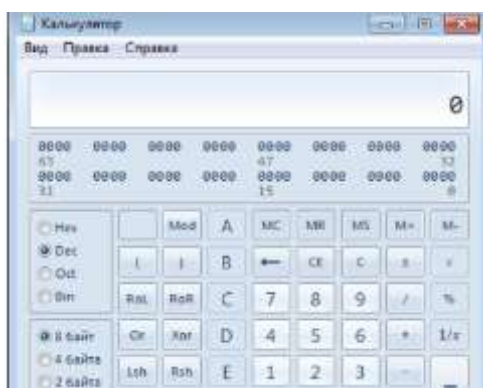 Калькулятор
Вид Правка Справка
0
0000 0000 0000 0000 0000 0000 0000 0000
63 47 32
0000 0000 0000 0000 0000 0000 0000 0000
31 15 0
Hex Mod A MC MR MS M+ M-
Dec ( ) B ← CE C ±
Oct
Bin RoL RoR C 7 8 9 / %
8 байт Or Xor D 4 5 6 * 1/x
4 байта
2 байта Lsh Rsh E 1 2 3 -